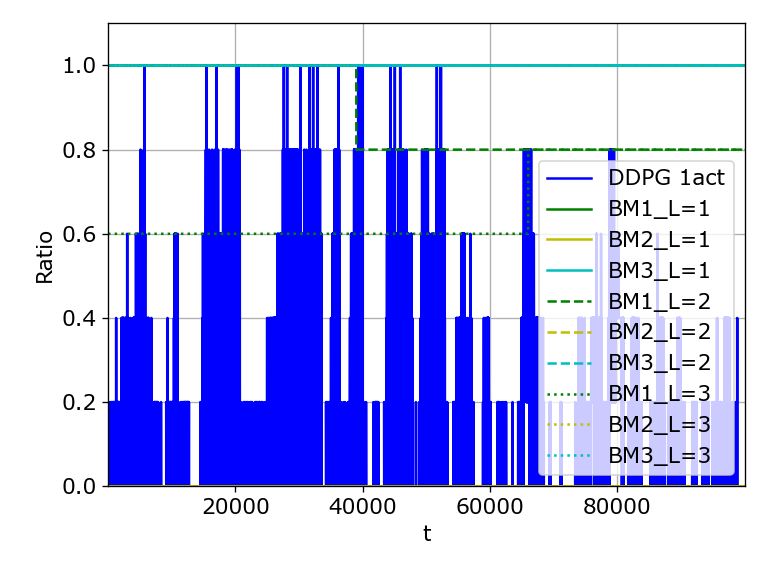 1.0
0.8
0.6
0.4
0.2
0.0
Ratio
20000 40000 60000 80000
t
DDPG 1act
BM1_L=1
BM2_L=1
BM3_L=1
BM1_L=2
BM2_L=2
BM3_L=2
BM1_L=3
BM2_L=3
BM3_L=3